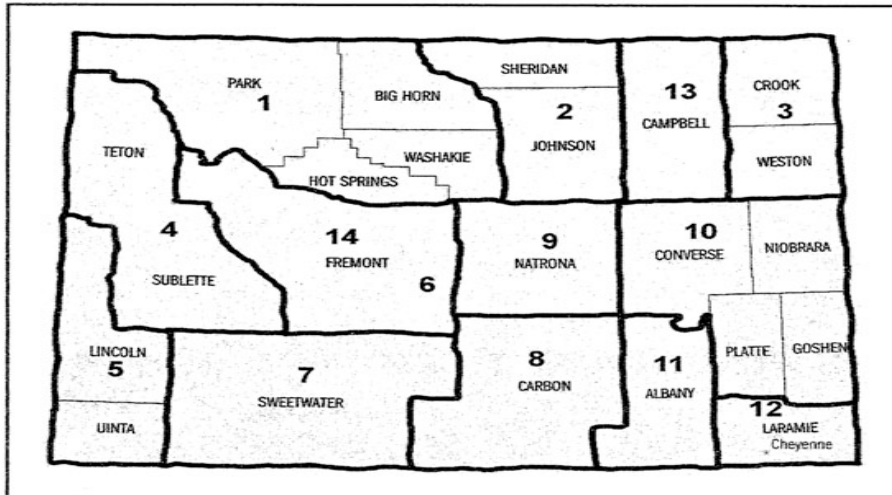 PARK
1
BIG HORN
SHERIDAN
2
JOHNSON
13
CAMPBELL
CROOK
3
WESTON
TETON
WASHAKIE
HOT SPRINGS
4
SUBLETTE
14
FREMONT
6
9
NATRONA
10
CONVERSE
NIOBRARA
LINCOLN
5
UINTA
7
SWEETWATER
8
CARBON
11
ALBANY
PLATTE
GOSHEN
12
LARAMIE
Cheyenne